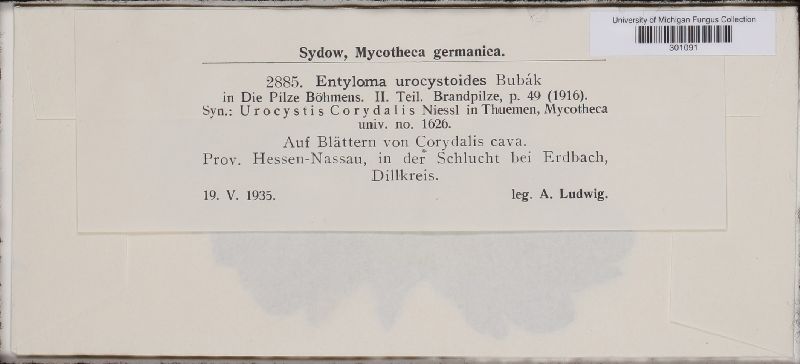 University of Michigan Fungus Collection
301091
Sydow, Mycotheca germanica.
2885. Entyloma urocystoides Bubák
in Die Pilze Böhmens. II. Teil. Brandpilze, p. 49 (1916).
Syn.: Urocystis Corydalis Niessl in Thuemen, Mycotheca
univ. no. 1626.
Auf Blättern von Corydalis cava.
Prov. Hessen-Nassau, in der Schlucht bei Erdbach,
Dillkreis.
19. V. 1935. leg. A. Ludwig.